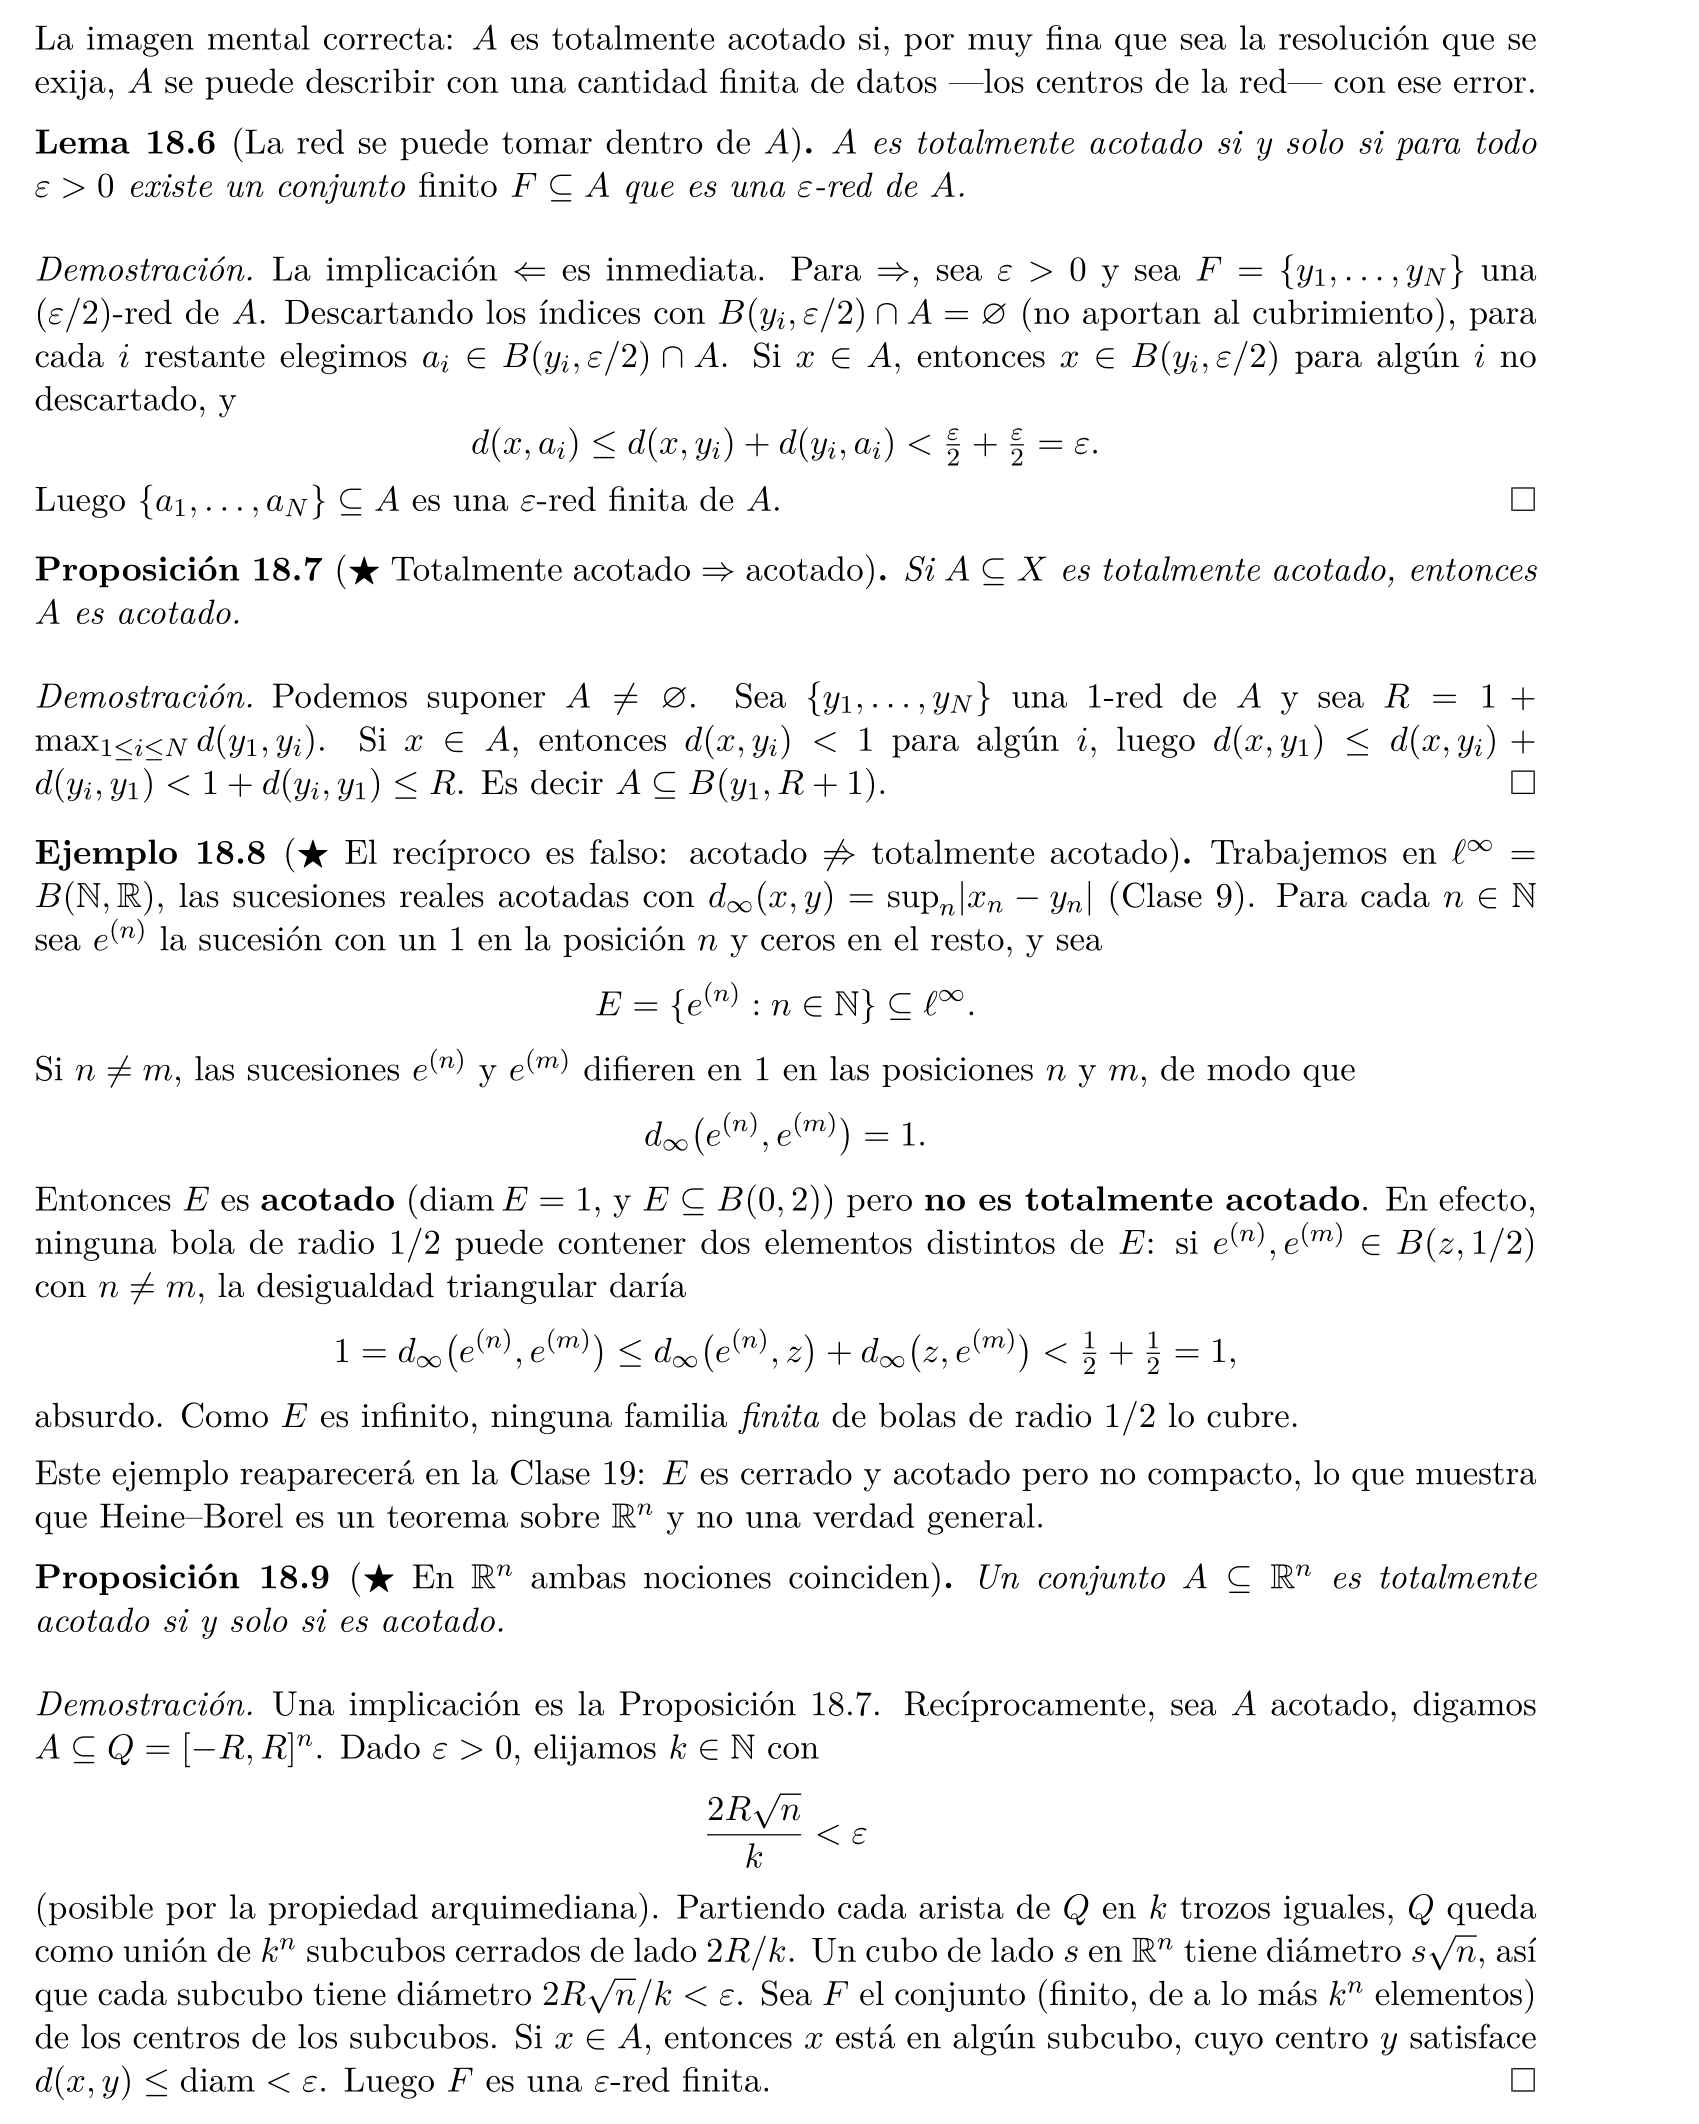 La imagen mental correcta: A es totalmente acotado si, por muy fina que sea la resolución que se
exija, A se puede describir con una cantidad finita de datos —los centros de la red— con ese error.
Lema 18.6 (La red se puede tomar dentro de A). A es totalmente acotado si y solo si para todo
ε > 0 existe un conjunto finito F ⊆ A que es una ε-red de A.
Demostración. La implicación ⇐ es inmediata. Para ⇒, sea ε > 0 y sea F = {y₁, . . . , y_N} una
(ε/2)-red de A. Descartando los índices con B(yᵢ, ε/2) ∩ A = ∅ (no aportan al cubrimiento), para
cada i restante elegimos aᵢ ∈ B(yᵢ, ε/2) ∩ A. Si x ∈ A, entonces x ∈ B(yᵢ, ε/2) para algún i no
descartado, y
d(x, aᵢ) ≤ d(x, yᵢ) + d(yᵢ, aᵢ) < ε/2 + ε/2 = ε.
Luego {a₁, . . . , a_N} ⊆ A es una ε-red finita de A. □
Proposición 18.7 (★ Totalmente acotado ⇒ acotado). Si A ⊆ X es totalmente acotado, entonces
A es acotado.
Demostración. Podemos suponer A ≠ ∅. Sea {y₁, . . . , y_N} una 1-red de A y sea R = 1 +
max_{1≤i≤N} d(y₁, yᵢ). Si x ∈ A, entonces d(x, yᵢ) < 1 para algún i, luego d(x, y₁) ≤ d(x, yᵢ) +
d(yᵢ, y₁) < 1 + d(yᵢ, y₁) ≤ R. Es decir A ⊆ B(y₁, R + 1). □
Ejemplo 18.8 (★ El recíproco es falso: acotado ⇏ totalmente acotado). Trabajemos en ℓ^∞ =
B(ℕ, ℝ), las sucesiones reales acotadas con d_∞(x, y) = sup_n |x_n − y_n| (Clase 9). Para cada n ∈ ℕ
sea e^(n) la sucesión con un 1 en la posición n y ceros en el resto, y sea
E = {e^(n) : n ∈ ℕ} ⊆ ℓ^∞.
Si n ≠ m, las sucesiones e^(n) y e^(m) difieren en 1 en las posiciones n y m, de modo que
d_∞(e^(n), e^(m)) = 1.
Entonces E es acotado (diam E = 1, y E ⊆ B(0, 2)) pero no es totalmente acotado. En efecto,
ninguna bola de radio 1/2 puede contener dos elementos distintos de E: si e^(n), e^(m) ∈ B(z, 1/2)
con n ≠ m, la desigualdad triangular daría
1 = d_∞(e^(n), e^(m)) ≤ d_∞(e^(n), z) + d_∞(z, e^(m)) < 1/2 + 1/2 = 1,
absurdo. Como E es infinito, ninguna familia finita de bolas de radio 1/2 lo cubre.
Este ejemplo reaparecerá en la Clase 19: E es cerrado y acotado pero no compacto, lo que muestra
que Heine–Borel es un teorema sobre ℝⁿ y no una verdad general.
Proposición 18.9 (★ En ℝⁿ ambas nociones coinciden). Un conjunto A ⊆ ℝⁿ es totalmente
acotado si y solo si es acotado.
Demostración. Una implicación es la Proposición 18.7. Recíprocamente, sea A acotado, digamos
A ⊆ Q = [−R, R]ⁿ. Dado ε > 0, elijamos k ∈ ℕ con
2R√n / k < ε
(posible por la propiedad arquimediana). Partiendo cada arista de Q en k trozos iguales, Q queda
como unión de kⁿ subcubos cerrados de lado 2R/k. Un cubo de lado s en ℝⁿ tiene diámetro s√n, así
que cada subcubo tiene diámetro 2R√n/k < ε. Sea F el conjunto (finito, de a lo más kⁿ elementos)
de los centros de los subcubos. Si x ∈ A, entonces x está en algún subcubo, cuyo centro y satisface
d(x, y) ≤ diam < ε. Luego F es una ε-red finita. □